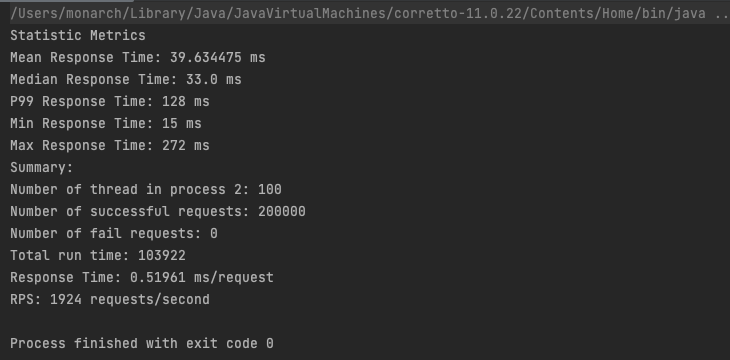 /Users/monarch/Library/Java/JavaVirtualMachines/corretto-11.0.22/Contents/Home/bin/java ..
Statistic Metrics
Mean Response Time: 39.634475 ms
Median Response Time: 33.0 ms
P99 Response Time: 128 ms
Min Response Time: 15 ms
Max Response Time: 272 ms
Summary:
Number of thread in process 2: 100
Number of successful requests: 200000
Number of fail requests: 0
Total run time: 103922
Response Time: 0.51961 ms/request
RPS: 1924 requests/second
Process finished with exit code 0